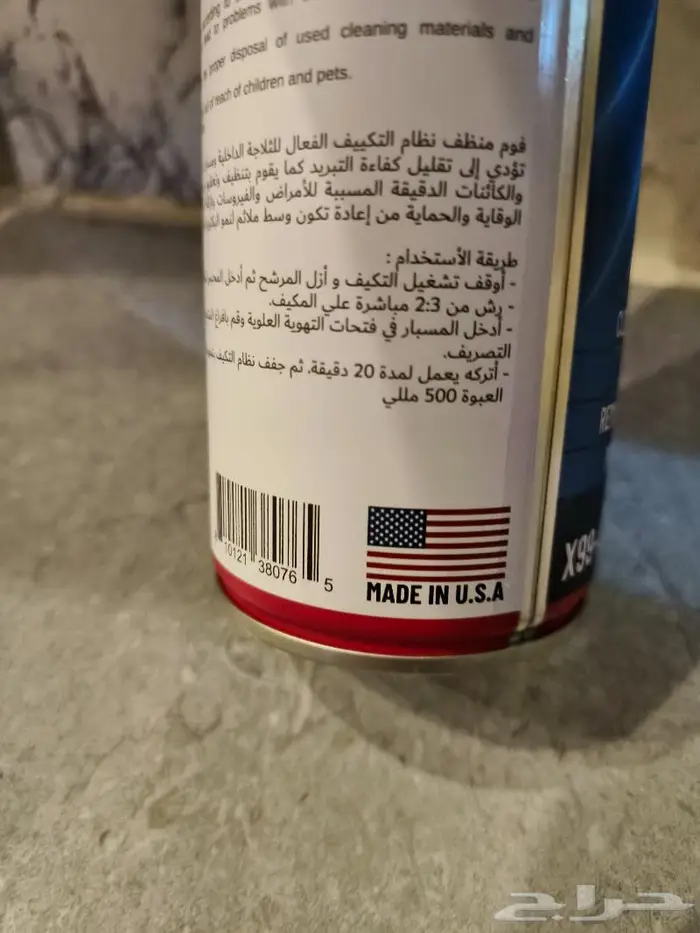 to problems with
proper disposal of used cleaning materials and
of reach of children and pets.
فوم منظف نظام التكييف الفعال للثلاجة الداخلية
تؤدي إلى تقليل كفاءة التبريد كما يقوم بتنظيف
والكائنات الدقيقة المسببة للأمراض والفيروسات
الوقاية والحماية من إعادة تكون وسط ملائم لنمو
طريقة الأستخدام :
- أوقف تشغيل التكيف و أزل المرشح ثم أدخل
- رش من 2:3 مباشرة علي المكيف.
- أدخل المسبار في فتحات التهوية العلوية وقم بإفراغ
التصريف.
- أتركه يعمل لمدة 20 دقيقة. ثم جفف نظام التكيف
العبوة 500 مللي
10121 38076 5
MADE IN U.S.A
X99
حراج